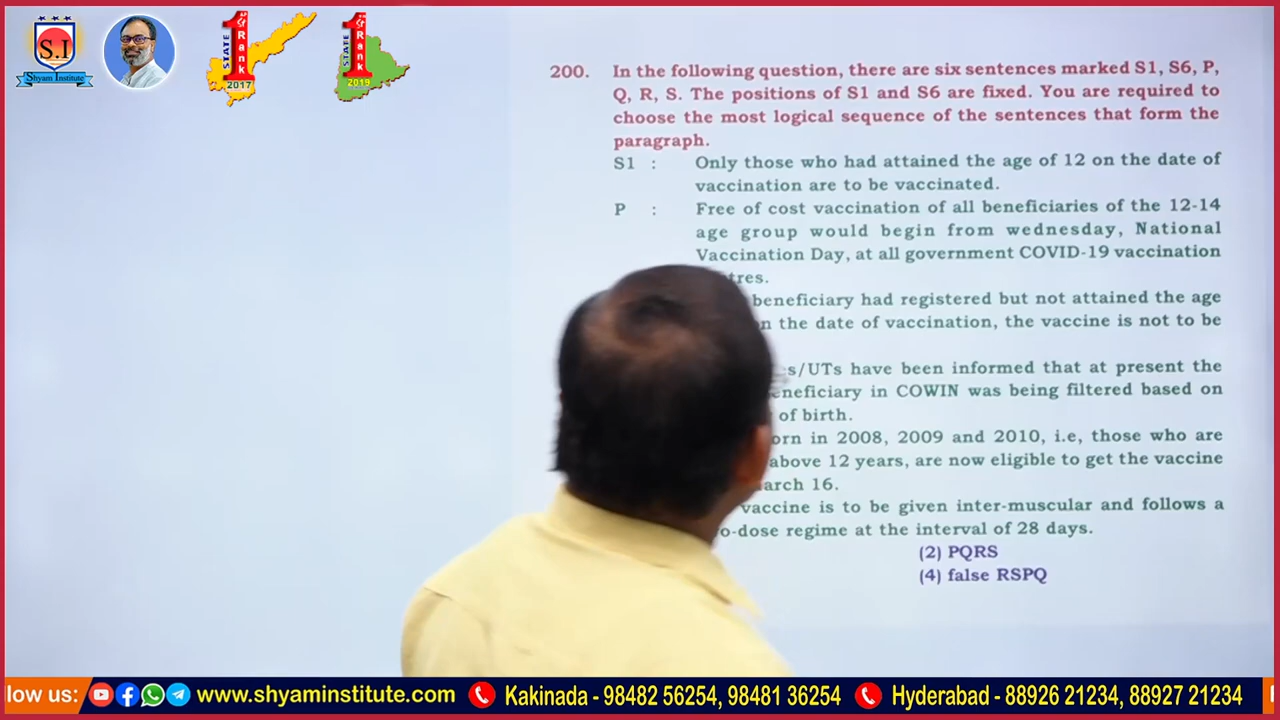 S.I
Shyam Institute
STATE 1 Rank
2017
STATE 1 Rank
2019
200. In the following question, there are six sentences marked S1, S6, P,
Q, R, S. The positions of S1 and S6 are fixed. You are required to
choose the most logical sequence of the sentences that form the
paragraph.
S1 : Only those who had attained the age of 12 on the date of
vaccination are to be vaccinated.
P : Free of cost vaccination of all beneficiaries of the 12-14
age group would begin from wednesday, National
Vaccination Day, at all government COVID-19 vaccination
beneficiary had registered but not attained the age
the date of vaccination, the vaccine is not to be
/UTs have been informed that at present the
in COWIN was being filtered based on
of birth.
in 2008, 2009 and 2010, i.e, those who are
above 12 years, are now eligible to get the vaccine
16.
vaccine is to be given inter-muscular and follows a
-dose regime at the interval of 28 days.
(2) PQRS
(4) false RSPQ
low us: www.shyaminstitute.com Kakinada - 98482 56254, 98481 36254 Hyderabad - 88926 21234, 88927 21234